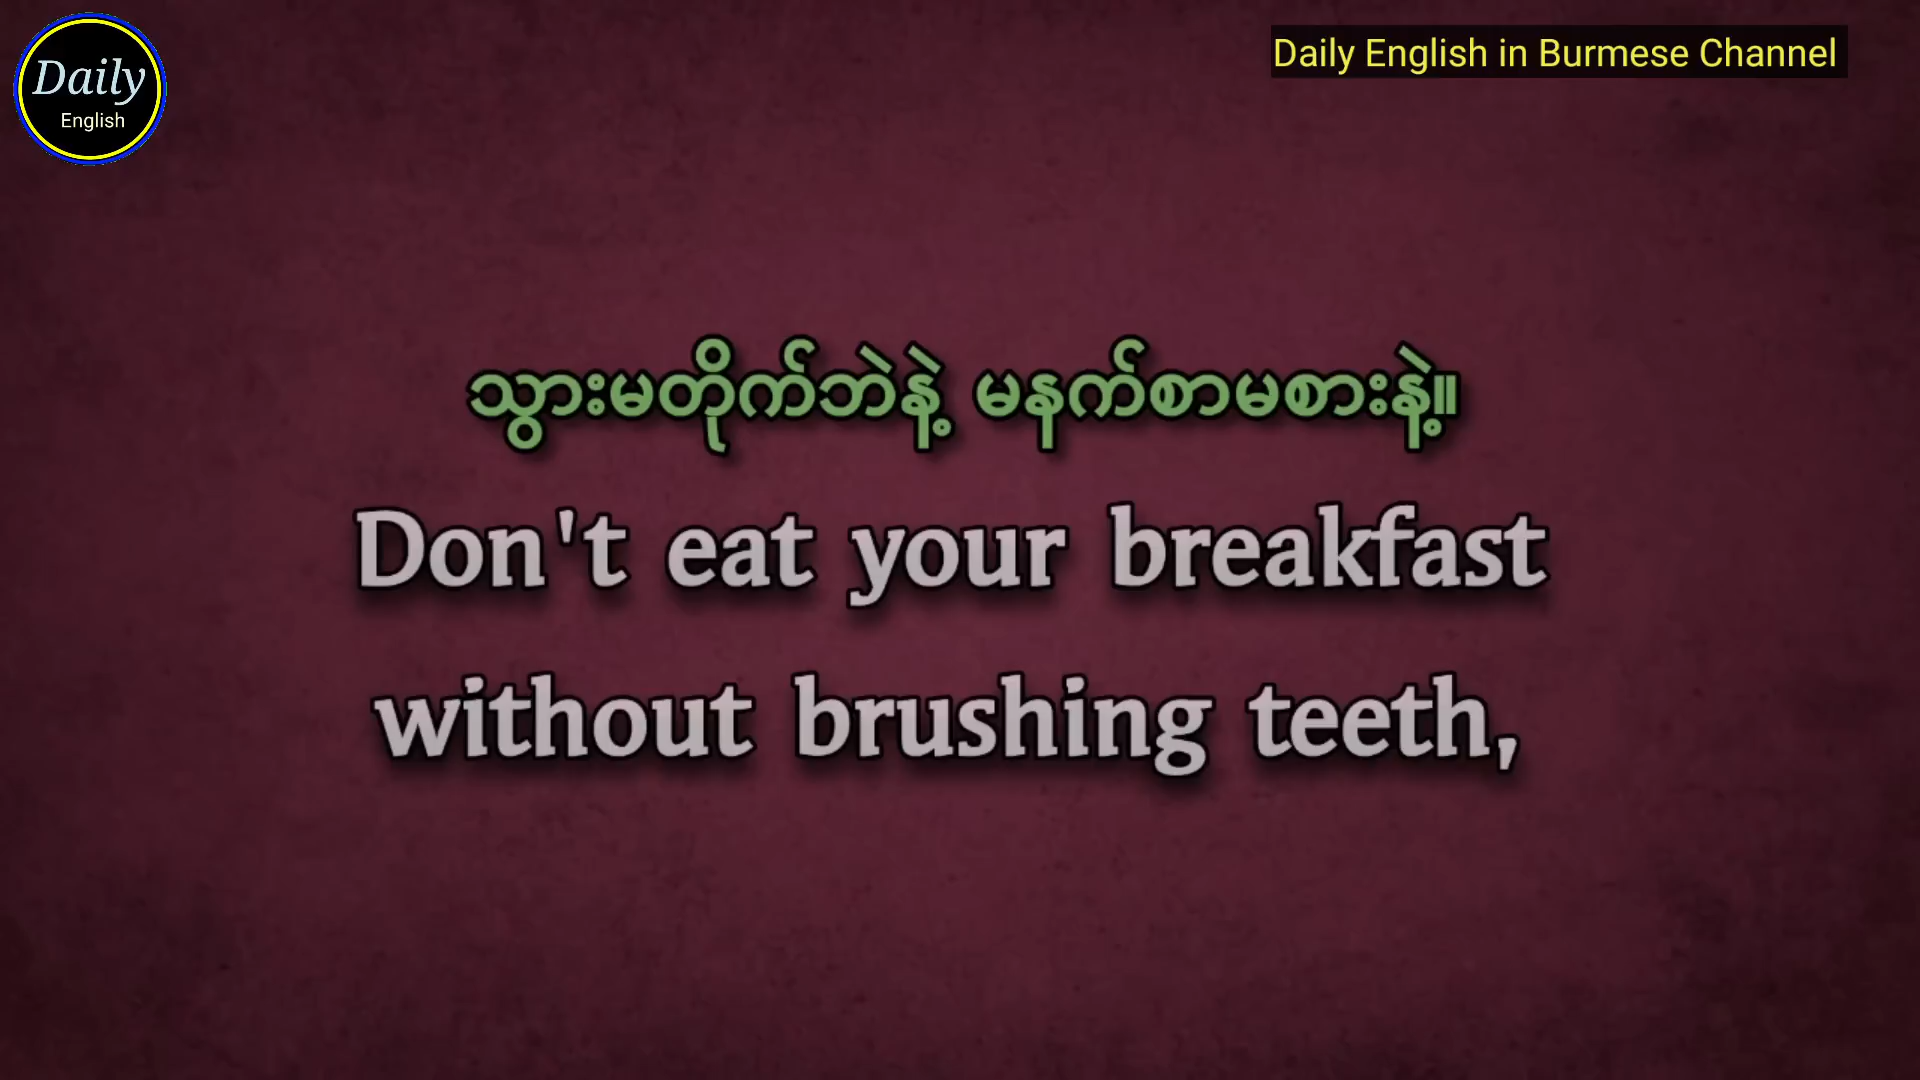 Daily
English
Daily English in Burmese Channel
သွားမတိုက်ဘဲနဲ့ မနက်စာမစားနဲ့။
Don't eat your breakfast
without brushing teeth,